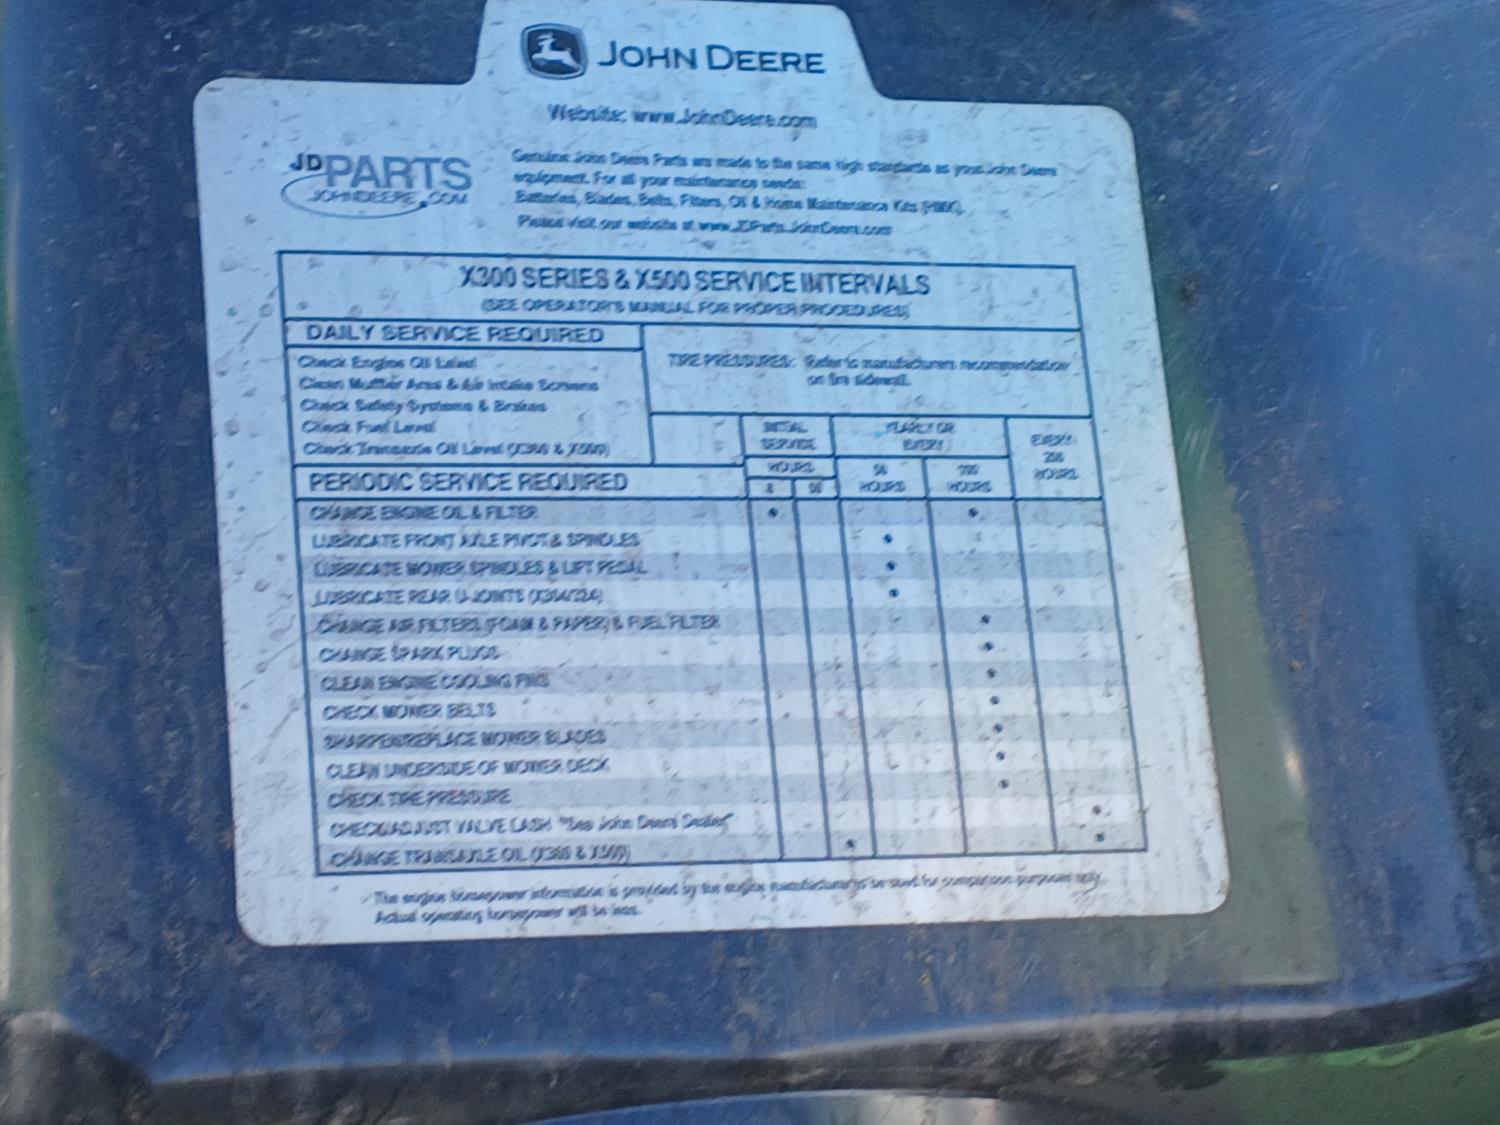 JOHN DEERE
Website: www.JohnDeere.com
JDPARTS
JOHNDEERE.COM
Genuine John Deere Parts are made to the same high standards as your John Deere
equipment. For all your maintenance needs:
Batteries, Blades, Belts, Filters, Oil & Home Maintenance Kits (HMK).
Please visit our website at www.JDParts.JohnDeere.com
X300 SERIES & X500 SERVICE INTERVALS
(SEE OPERATOR'S MANUAL FOR PROPER PROCEDURES)
DAILY SERVICE REQUIRED
Check Engine Oil Level
Clean Muffler Area & Air Intake Screens
Check Safety Systems & Brakes
Check Fuel Level
Check Transaxle Oil Level (X360 & X500)
TIRE PRESSURES: Refer to manufacturers recommendation
on tire sidewall.
INITIAL
SERVICE
HOURS
8
50
YEARLY OR
EVERY
50
HOURS
HOURS
EVERY
HOURS
PERIODIC SERVICE REQUIRED
CHANGE ENGINE OIL & FILTER
LUBRICATE FRONT AXLE PIVOT & SPINDLES
LUBRICATE MOWER SPINDLES & LIFT PEDAL
LUBRICATE REAR U-JOINTS (X304/324)
CHANGE AIR FILTERS (FOAM & PAPER) & FUEL FILTER
CHANGE SPARK PLUGS
CLEAN ENGINE COOLING FINS
CHECK MOWER BELTS
SHARPEN/REPLACE MOWER BLADES
CLEAN UNDERSIDE OF MOWER DECK
CHECK TIRE PRESSURE
CHECK/ADJUST VALVE LASH "See John Deere Dealer"
CHANGE TRANSAXLE OIL (X360 & X500)
The engine horsepower information is provided by the engine manufacturer to be used for comparison purposes only.
Actual operating horsepower will be less.